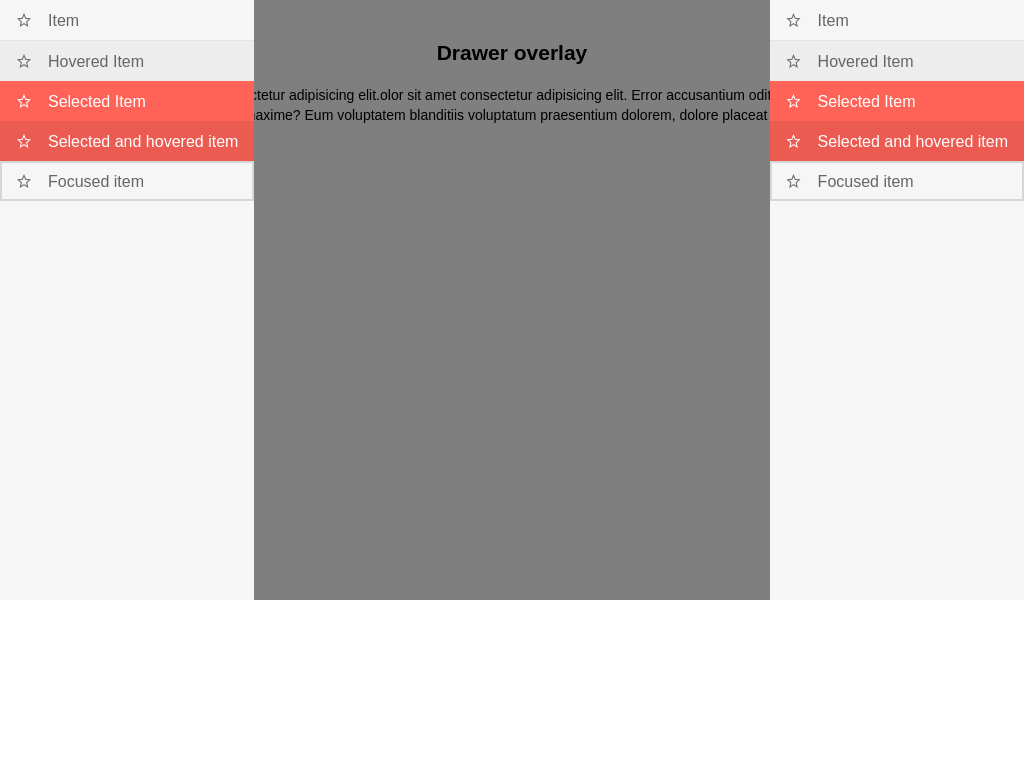 Item
Hovered Item
Selected Item
Selected and hovered item
Focused item
Drawer overlay
adipisicing elit.olor sit amet consectetur adipisicing elit. Error accusantium odit
Eum voluptatem blanditiis voluptatum praesentium dolorem, dolore placeat
Item
Hovered Item
Selected Item
Selected and hovered item
Focused item